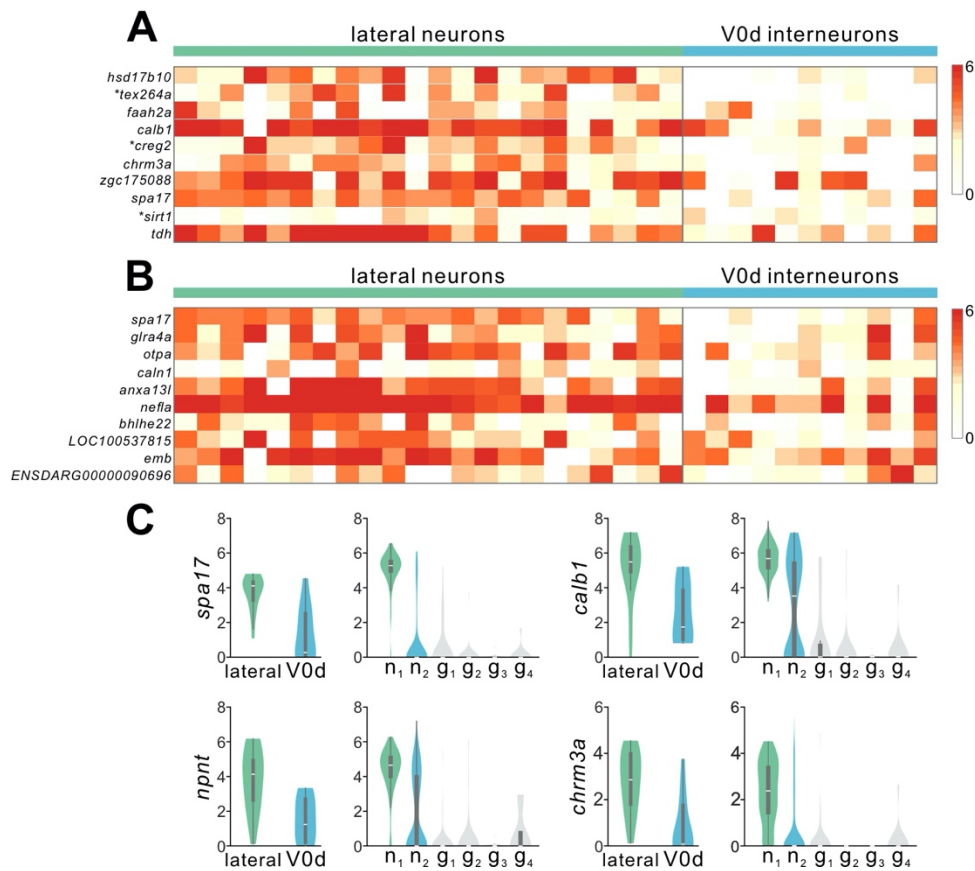 A
lateral neurons V0d interneurons
hsd17b10
*tex264a
faah2a
calb1
*creg2
chrm3a
zgc175088
spa17
*sirt1
tdh
6
0
B
lateral neurons V0d interneurons
spa17
glra4a
otpa
caln1
anxa13l
nefla
bhlhe22
LOC100537815
emb
ENSDARG00000090696
6
0
C
spa17
8
6
4
2
0
lateral V0d
8
6
4
2
0
n1 n2 g1 g2 g3 g4
calb1
8
6
4
2
0
lateral V0d
8
6
4
2
0
n1 n2 g1 g2 g3 g4
npnt
8
6
4
2
0
lateral V0d
8
6
4
2
0
n1 n2 g1 g2 g3 g4
chrm3a
6
4
2
0
lateral V0d
6
4
2
0
n1 n2 g1 g2 g3 g4